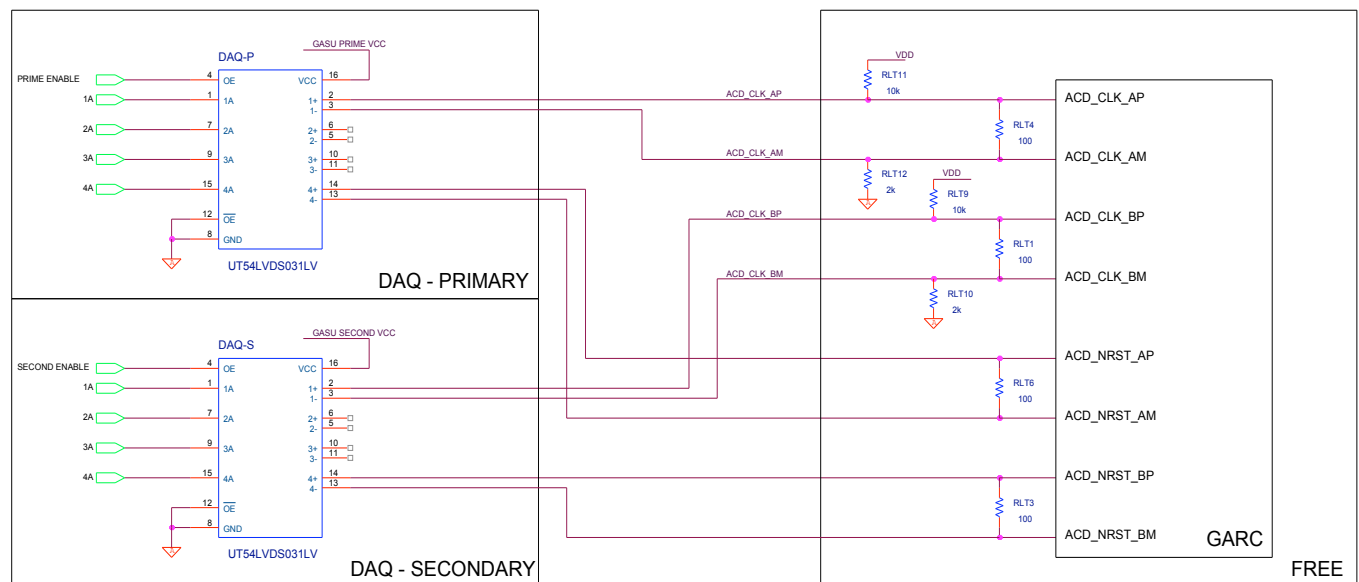 GASU PRIME VCC
DAQ-P
PRIME ENABLE 4 OE VCC 16
1A 1 1A 1+ 2
1- 3
2A 7 2A 2+ 6
2- 5
3A 9 3A 3+ 10
3- 11
4A 15 4A 4+ 14
4- 13
12 OE
8 GND
A
UT54LVDS031LV
DAQ - PRIMARY
GASU SECOND VCC
DAQ-S
SECOND ENABLE 4 OE VCC 16
1A 1 1A 1+ 2
1- 3
2A 7 2A 2+ 6
2- 5
3A 9 3A 3+ 10
3- 11
4A 15 4A 4+ 14
4- 13
12 OE
8 GND
A
UT54LVDS031LV
DAQ - SECONDARY
ACD_CLK_AP
ACD_CLK_AM
ACD_CLK_BP
ACD_CLK_BM
VDD
RLT11
10k
RLT4
100
RLT12
2k
A
VDD
RLT9
10k
RLT1
100
RLT10
2k
A
RLT6
100
RLT3
100
ACD_CLK_AP
ACD_CLK_AM
ACD_CLK_BP
ACD_CLK_BM
ACD_NRST_AP
ACD_NRST_AM
ACD_NRST_BP
ACD_NRST_BM
GARC
FREE